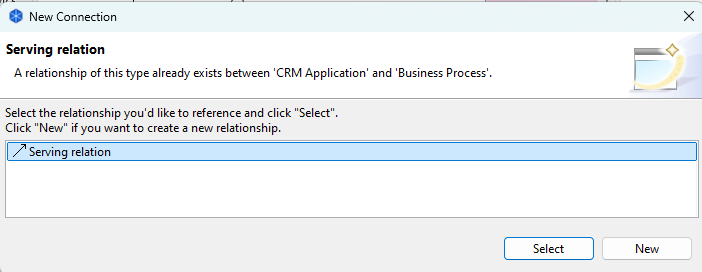 New Connection
Serving relation
A relationship of this type already exists between 'CRM Application' and 'Business Process'.
Select the relationship you'd like to reference and click "Select".
Click "New" if you want to create a new relationship.
Serving relation
Select
New